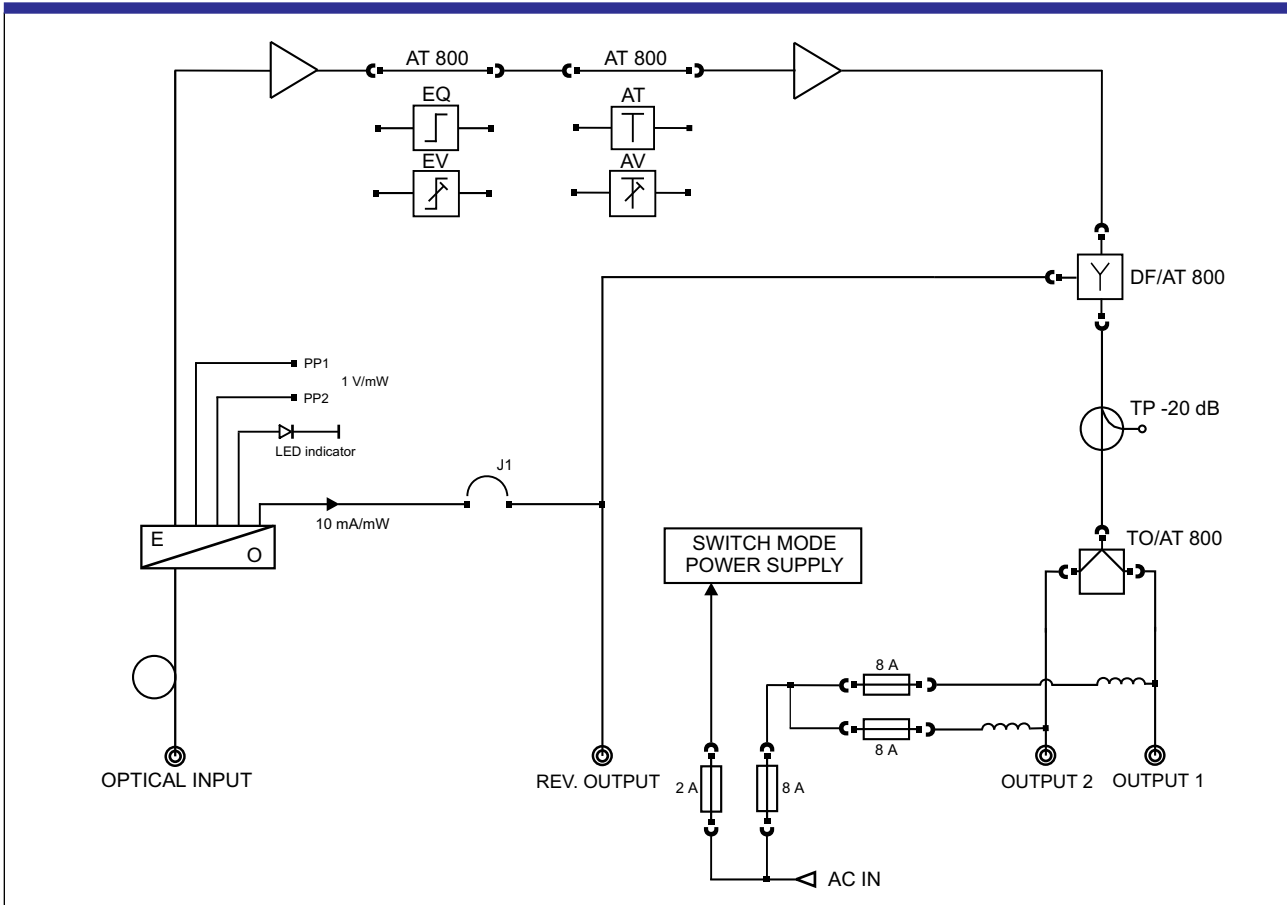 AT 800 AT 800
EQ AT
EV AV
DF/AT 800
PP1
1 V/mW
PP2
TP -20 dB
LED indicator
J1
10 mA/mW
E
O
SWITCH MODE
POWER SUPPLY
TO/AT 800
8 A
8 A
OPTICAL INPUT
REV. OUTPUT
2 A
8 A
OUTPUT 2
OUTPUT 1
AC IN